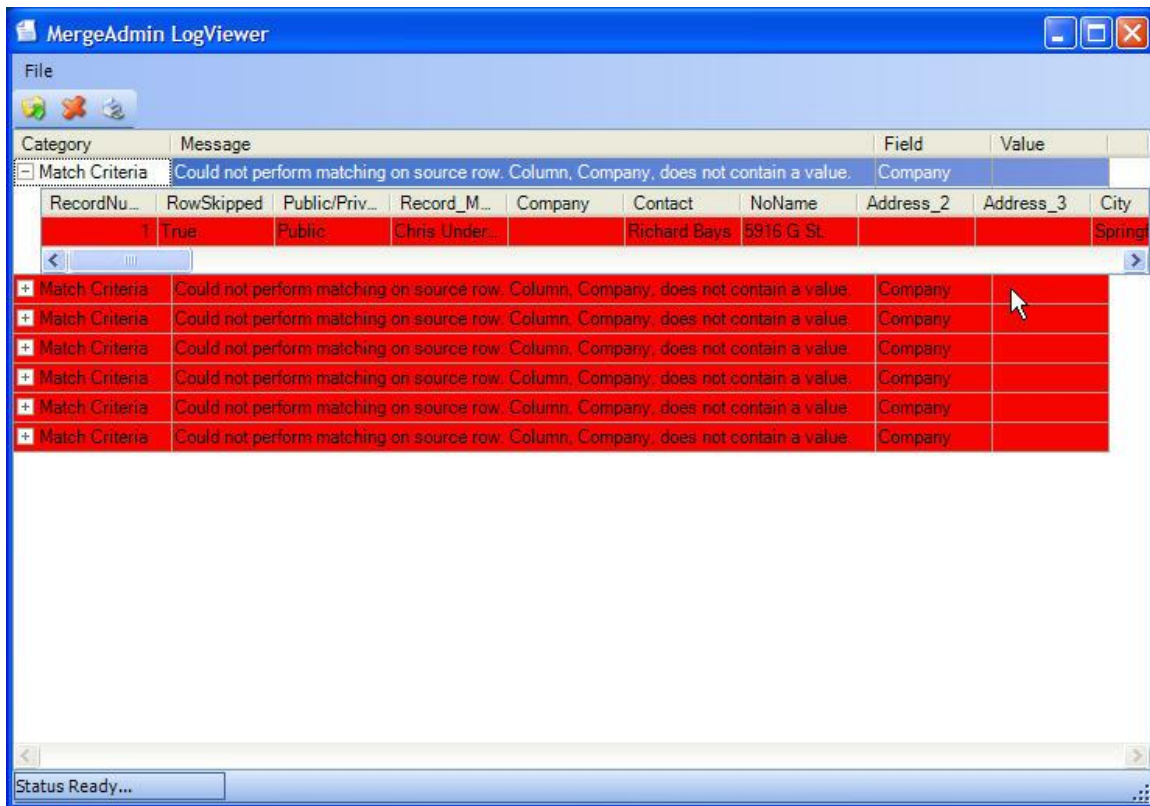 MergeAdmin LogViewer
File
Category Message Field Value
Match Criteria Could not perform matching on source row. Column, Company, does not contain a value. Company
RecordNu... RowSkipped Public/Priv... Record_M... Company Contact NoName Address_2 Address_3 City
1 True Public Chris Under... Richard Bays 5916 G St. Springf
Match Criteria Could not perform matching on source row. Column, Company, does not contain a value. Company
Match Criteria Could not perform matching on source row. Column, Company, does not contain a value. Company
Match Criteria Could not perform matching on source row. Column, Company, does not contain a value. Company
Match Criteria Could not perform matching on source row. Column, Company, does not contain a value. Company
Match Criteria Could not perform matching on source row. Column, Company, does not contain a value. Company
Match Criteria Could not perform matching on source row. Column, Company, does not contain a value. Company
Status Ready...